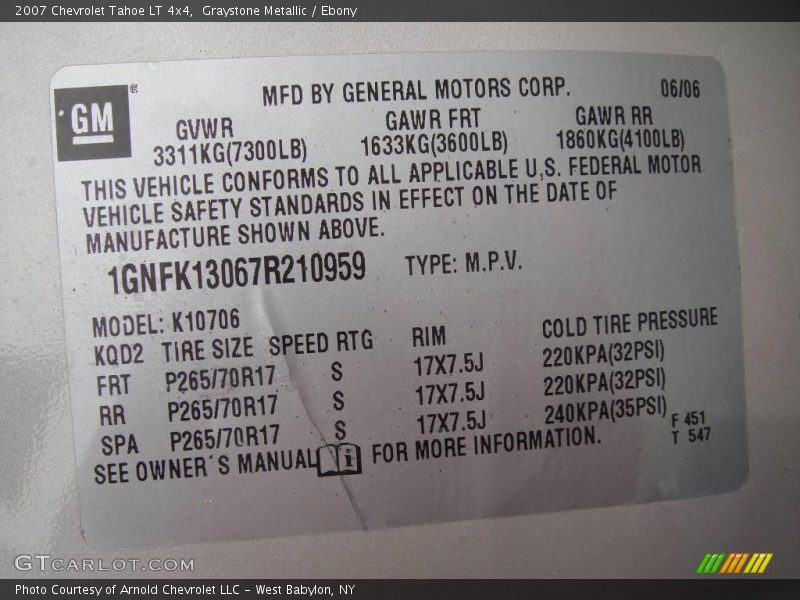 2007 Chevrolet Tahoe LT 4x4, Graystone Metallic / Ebony
GM®
MFD BY GENERAL MOTORS CORP. 06/06
GVWR GAWR FRT GAWR RR
3311KG(7300LB) 1633KG(3600LB) 1860KG(4100LB)
THIS VEHICLE CONFORMS TO ALL APPLICABLE U.S. FEDERAL MOTOR
VEHICLE SAFETY STANDARDS IN EFFECT ON THE DATE OF
MANUFACTURE SHOWN ABOVE.
1GNFK13067R210959 TYPE: M.P.V.
MODEL: K10706
KQD2 TIRE SIZE SPEED RTG RIM COLD TIRE PRESSURE
FRT P265/70R17 S 17X7.5J 220KPA(32PSI)
RR P265/70R17 S 17X7.5J 220KPA(32PSI)
SPA P265/70R17 S 17X7.5J 240KPA(35PSI)
F 451
T 547
SEE OWNER´S MANUAL i FOR MORE INFORMATION.
GTcarlot.com
Photo Courtesy of Arnold Chevrolet LLC - West Babylon, NY